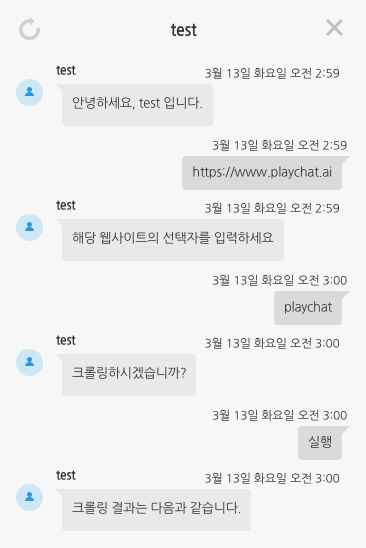 test
test
3월 13일 화요일 오전 2:59
안녕하세요, test 입니다.
3월 13일 화요일 오전 2:59
https://www.playchat.ai
test
3월 13일 화요일 오전 2:59
해당 웹사이트의 선택자를 입력하세요
3월 13일 화요일 오전 3:00
playchat
test
3월 13일 화요일 오전 3:00
크롤링하시겠습니까?
3월 13일 화요일 오전 3:00
실행
test
3월 13일 화요일 오전 3:00
크롤링 결과는 다음과 같습니다.